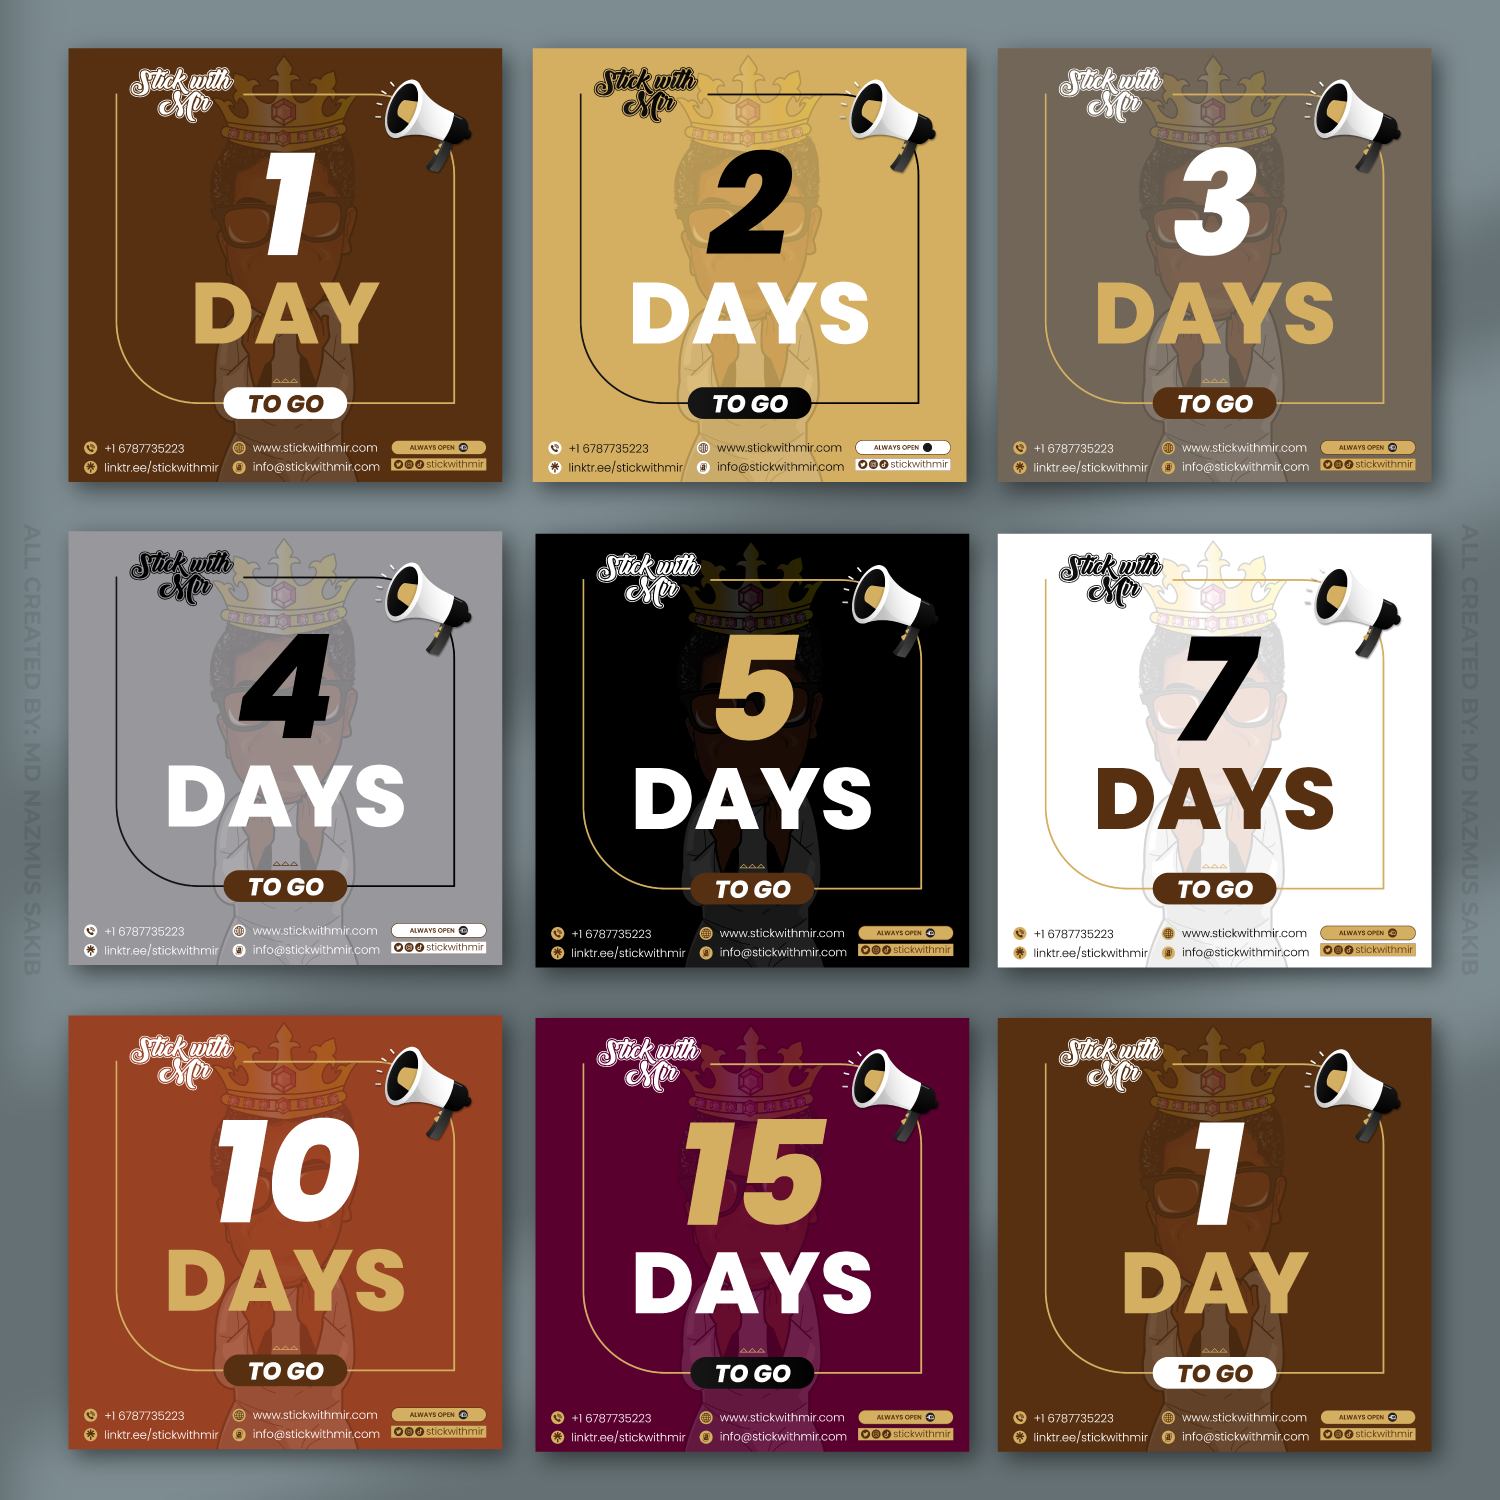 Stick with
Mir
1
DAY
TO GO
+1 6787735223
www.stickwithmir.com
ALWAYS OPEN
linktr.ee/stickwithmir
info@stickwithmir.com
stickwithmir
Stick with
Mir
2
DAYS
TO GO
+1 6787735223
www.stickwithmir.com
ALWAYS OPEN
linktr.ee/stickwithmir
info@stickwithmir.com
stickwithmir
Stick with
Mir
3
DAYS
TO GO
+1 6787735223
www.stickwithmir.com
ALWAYS OPEN
linktr.ee/stickwithmir
info@stickwithmir.com
stickwithmir
ALL CREATED BY: MD NAZMUS SAKIB
Stick with
Mir
4
DAYS
TO GO
+1 6787735223
www.stickwithmir.com
ALWAYS OPEN
linktr.ee/stickwithmir
info@stickwithmir.com
stickwithmir
Stick with
Mir
5
DAYS
TO GO
+1 6787735223
www.stickwithmir.com
ALWAYS OPEN
linktr.ee/stickwithmir
info@stickwithmir.com
stickwithmir
Stick with
Mir
7
DAYS
TO GO
+1 6787735223
www.stickwithmir.com
ALWAYS OPEN
linktr.ee/stickwithmir
info@stickwithmir.com
stickwithmir
ALL CREATED BY: MD NAZMUS SAKIB
Stick with
Mir
10
DAYS
TO GO
+1 6787735223
www.stickwithmir.com
ALWAYS OPEN
linktr.ee/stickwithmir
info@stickwithmir.com
stickwithmir
Stick with
Mir
15
DAYS
TO GO
+1 6787735223
www.stickwithmir.com
ALWAYS OPEN
linktr.ee/stickwithmir
info@stickwithmir.com
stickwithmir
Stick with
Mir
1
DAY
TO GO
+1 6787735223
www.stickwithmir.com
ALWAYS OPEN
linktr.ee/stickwithmir
info@stickwithmir.com
stickwithmir